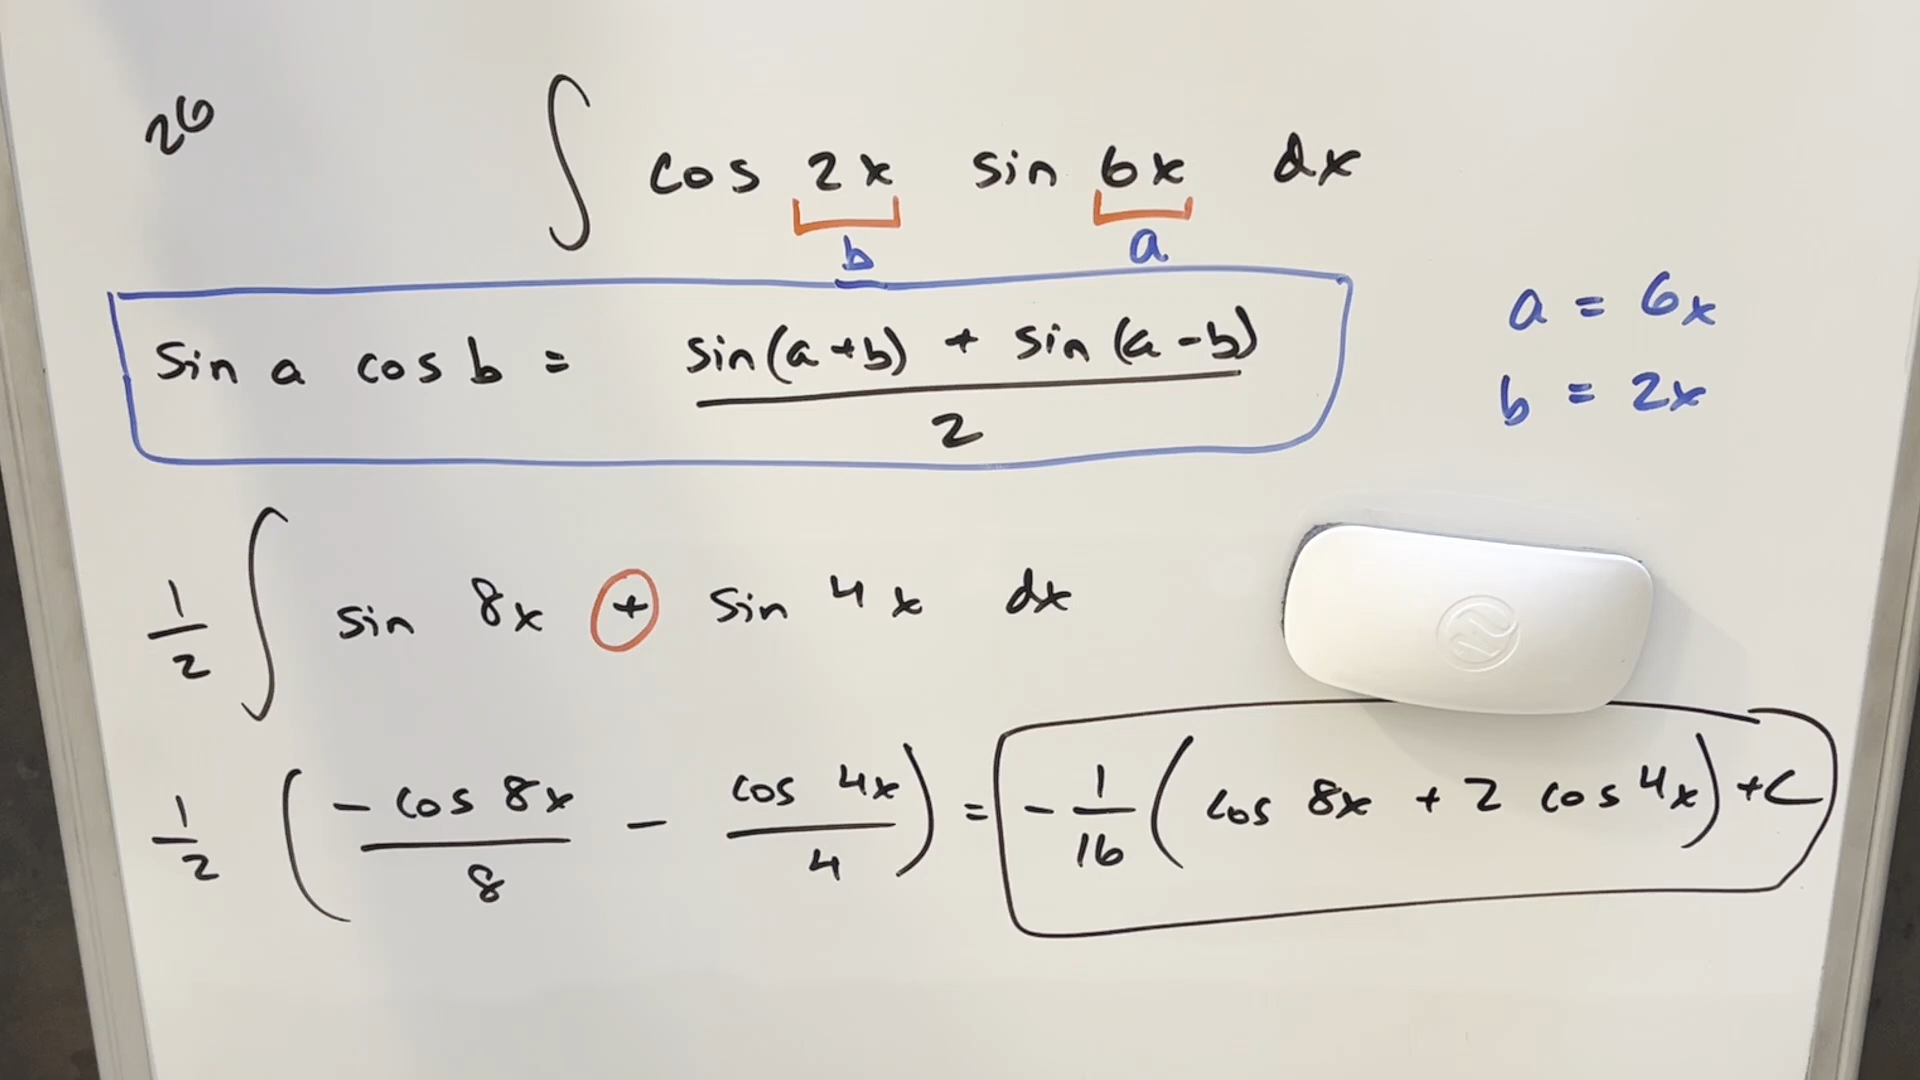 26
∫ cos 2x sin 6x dx
b a
sin a cos b = (sin(a+b) + sin(a-b))/2
a = 6x
b = 2x
1/2 ∫ sin 8x + sin 4x dx
1/2 (-cos 8x/8 - cos 4x/4) = -1/16 (cos 8x + 2 cos 4x) + C